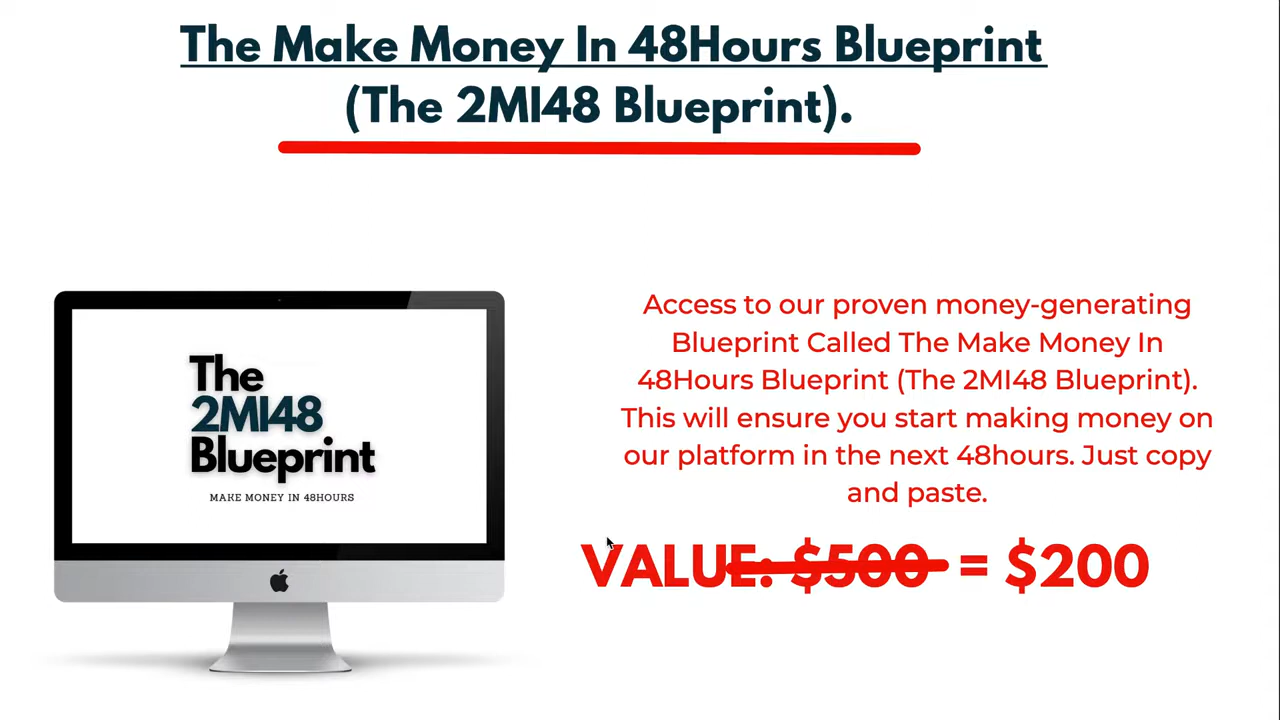 The Make Money In 48Hours Blueprint
(The 2MI48 Blueprint).
The
2MI48
Blueprint
MAKE MONEY IN 48HOURS
Access to our proven money-generating
Blueprint Called The Make Money In
48Hours Blueprint (The 2MI48 Blueprint).
This will ensure you start making money on
our platform in the next 48hours. Just copy
and paste.
VALUE: $500 = $200